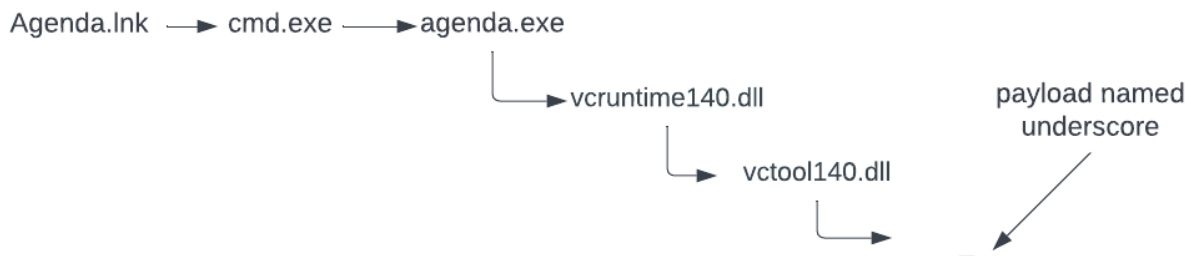 Agenda.lnk cmd.exe agenda.exe
vcruntime140.dll
payload named
underscore
vctool140.dll
_